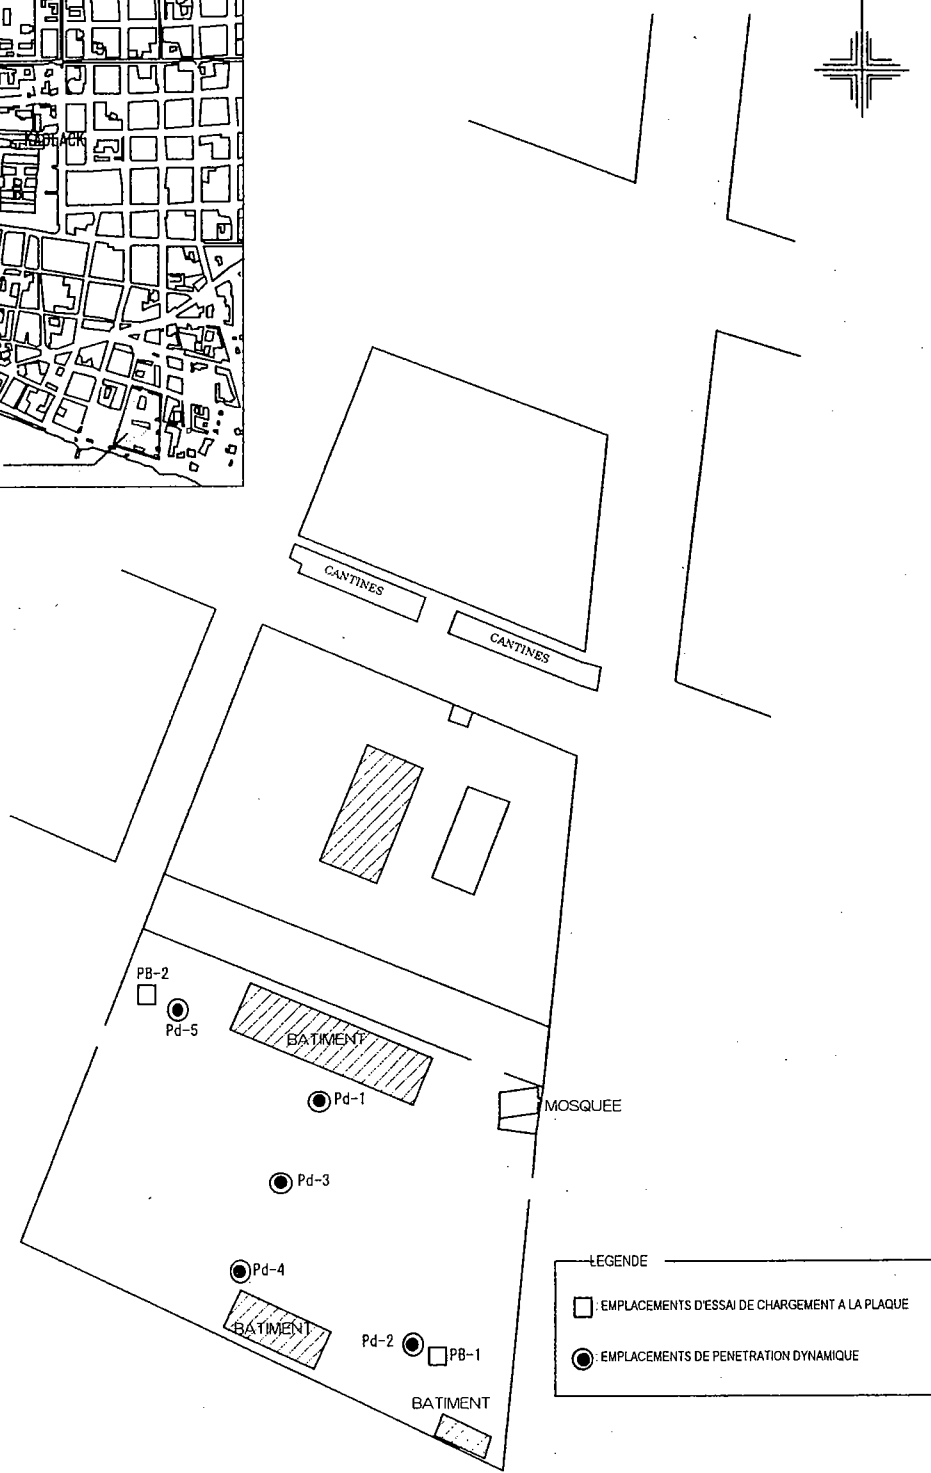 KAOLACK
CANTINES
CANTINES
PB-2
Pd-5
BATIMENT
Pd-1
MOSQUEE
Pd-3
Pd-4
BATIMENT
Pd-2
PB-1
BATIMENT
LEGENDE
: EMPLACEMENTS D'ESSAI DE CHARGEMENT A LA PLAQUE
: EMPLACEMENTS DE PENETRATION DYNAMIQUE